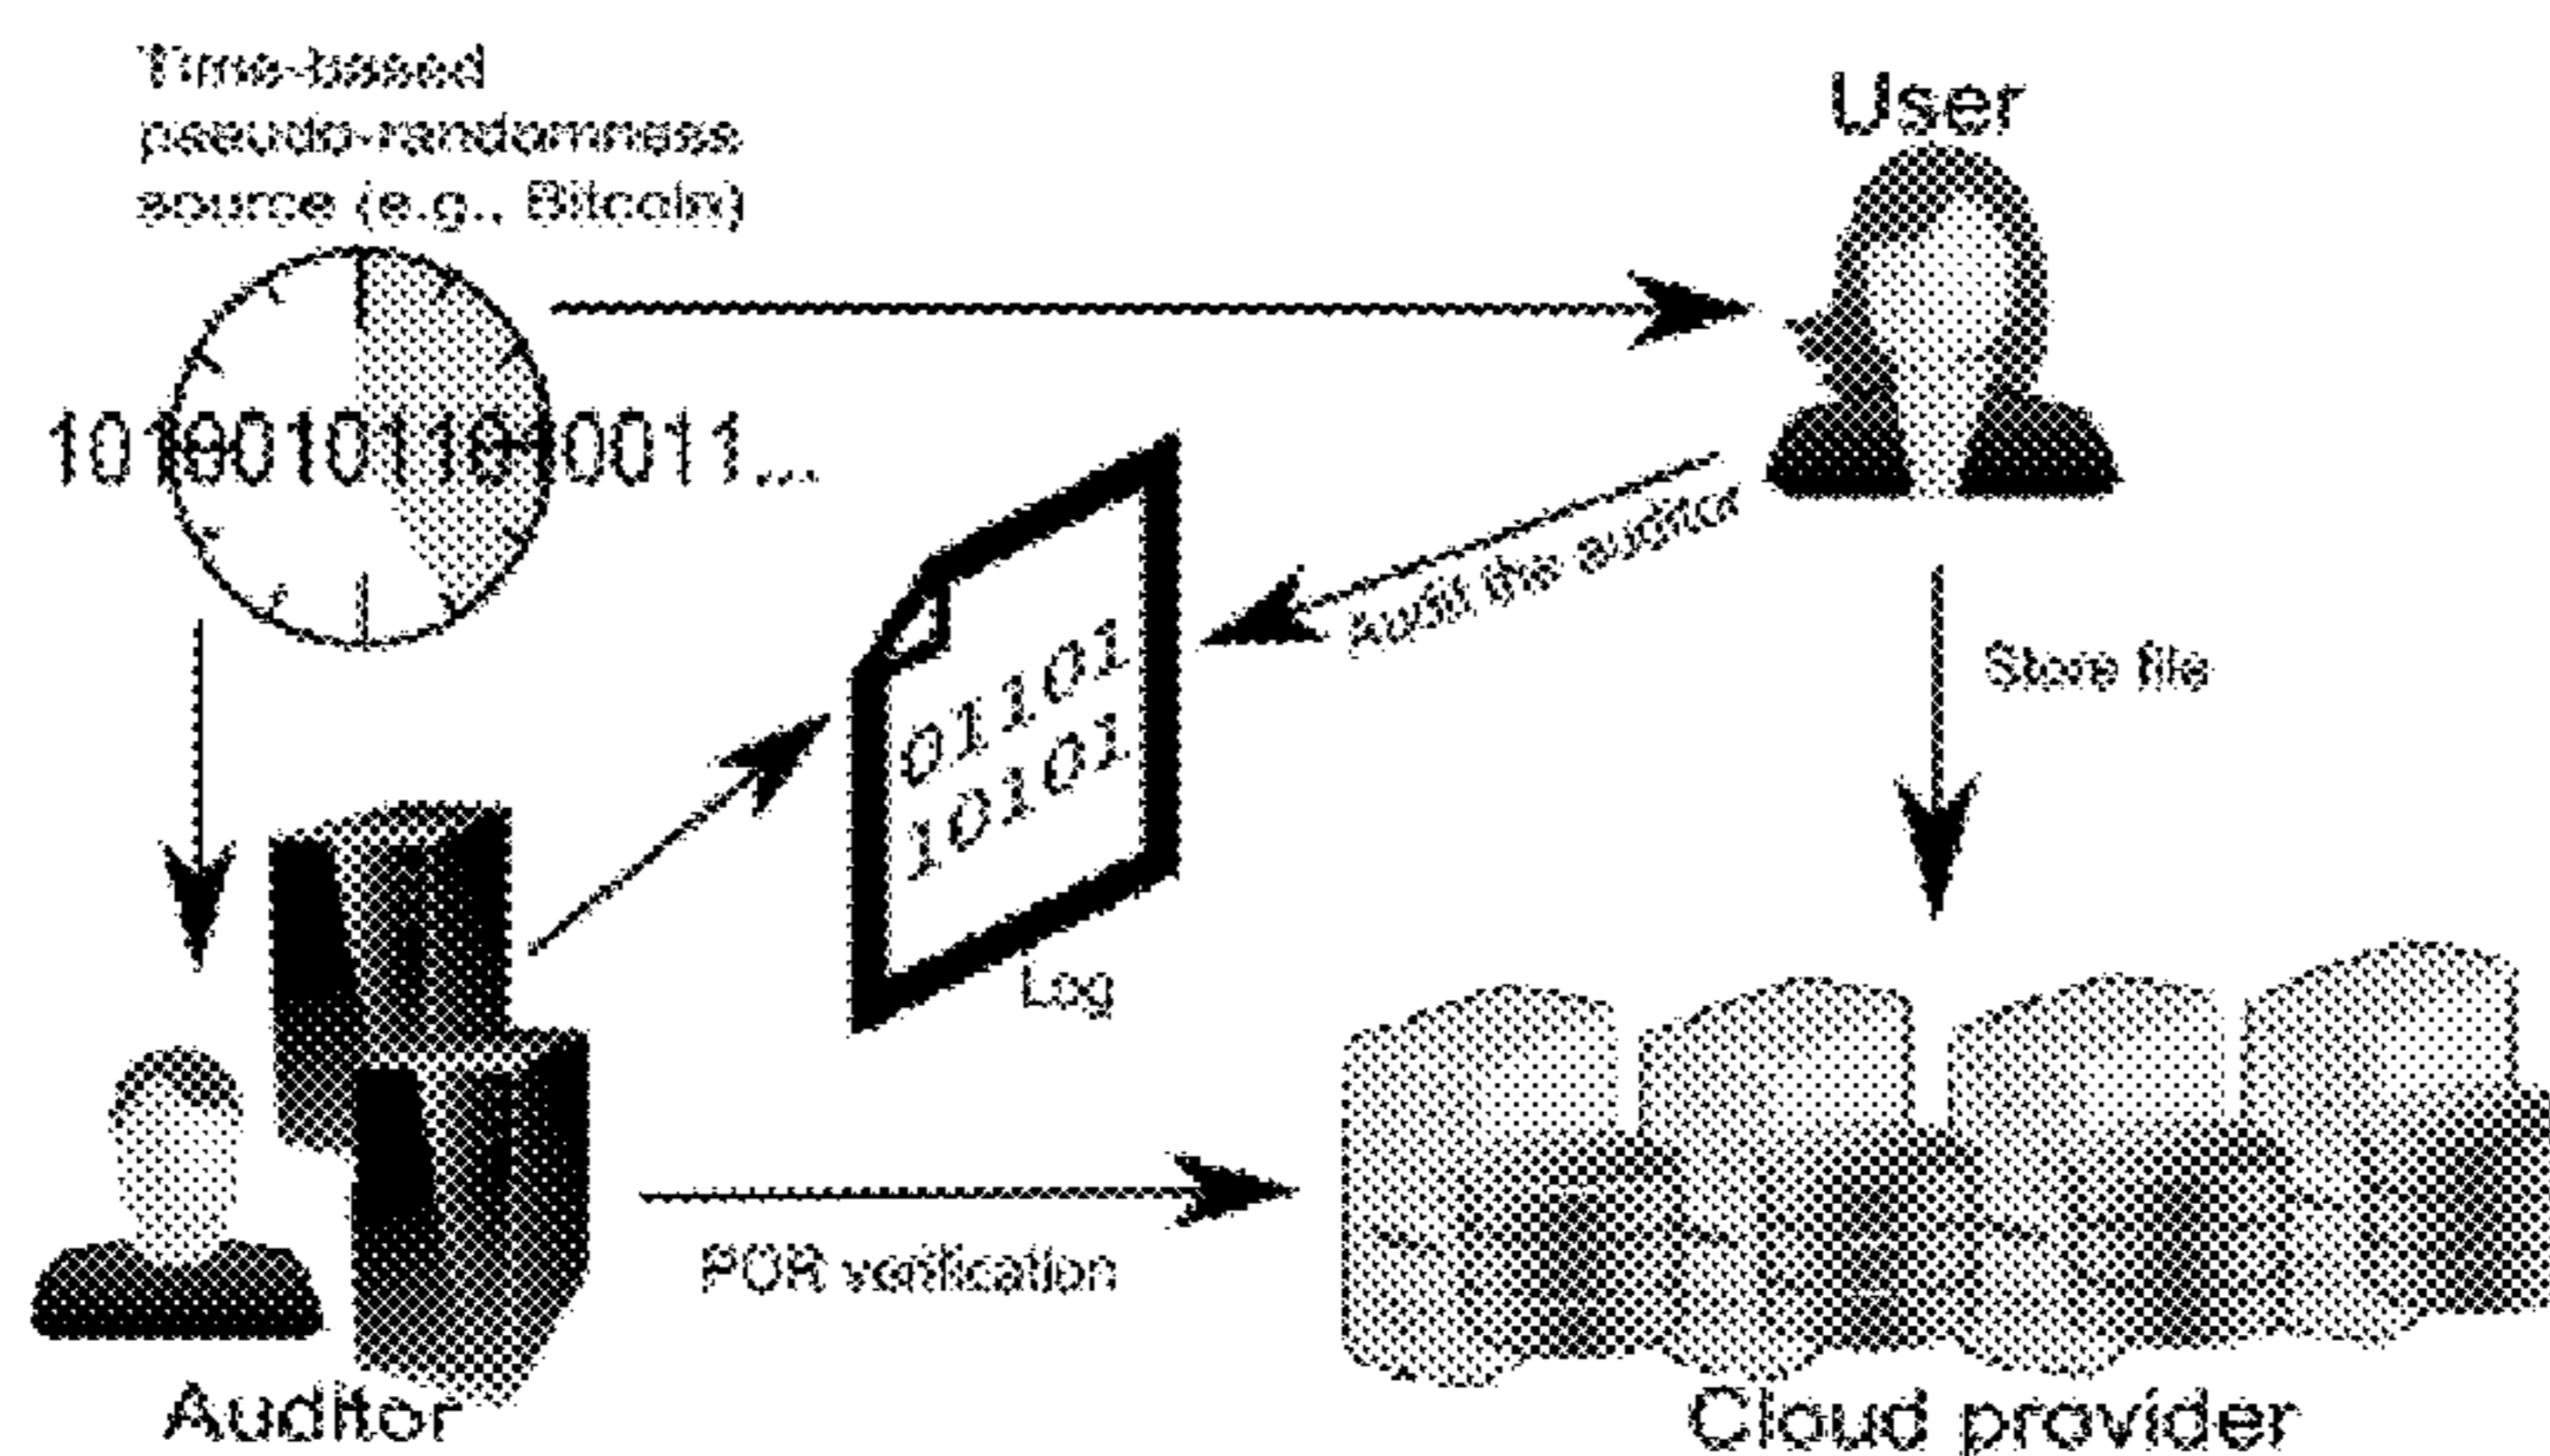 Time-based
pseudo-randomness
source (e.g., Bitcoin)
User
101001011010011...
Audit the auditor
Store file
01101
10101
Log
POR verification
Auditor
Cloud provider